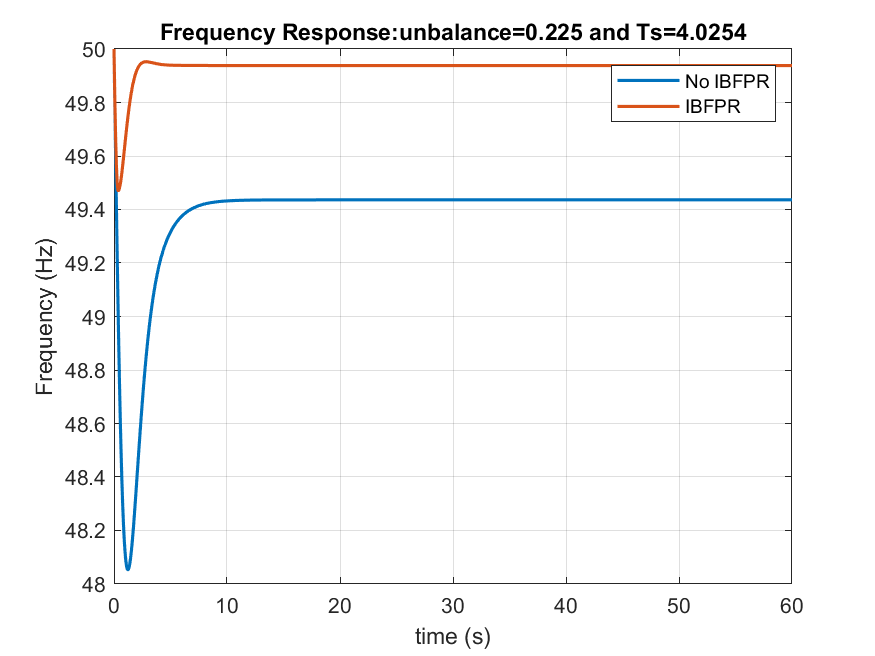 Frequency Response:unbalance=0.225 and Ts=4.0254
50
49.8
49.6
49.4
49.2
49
48.8
48.6
48.4
48.2
48
Frequency (Hz)
No IBFPR
IBFPR
0 10 20 30 40 50 60
time (s)